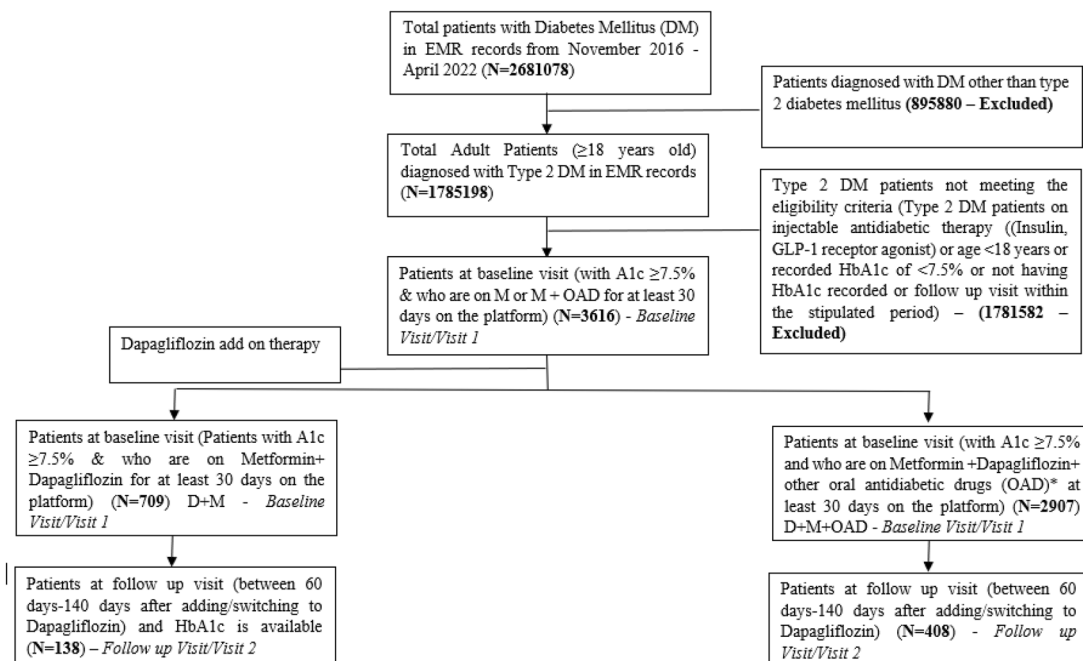 Total patients with Diabetes Mellitus (DM)
in EMR records from November 2016 -
April 2022 (N=2681078)
Patients diagnosed with DM other than type
2 diabetes mellitus (895880 – Excluded)
Total Adult Patients (≥18 years old)
diagnosed with Type 2 DM in EMR records
(N=1785198)
Type 2 DM patients not meeting the
eligibility criteria (Type 2 DM patients on
injectable antidiabetic therapy ((Insulin,
GLP-1 receptor agonist) or age <18 years or
recorded HbA1c of <7.5% or not having
HbA1c recorded or follow up visit within
the stipulated period) – (1781582 –
Excluded)
Patients at baseline visit (with A1c ≥7.5%
& who are on M or M + OAD for at least 30
days on the platform) (N=3616) - Baseline
Visit/Visit 1
Dapagliflozin add on therapy
Patients at baseline visit (Patients with A1c
≥7.5% & who are on Metformin+
Dapagliflozin for at least 30 days on the
platform) (N=709) D+M - Baseline
Visit/Visit 1
Patients at baseline visit (with A1c ≥7.5%
and who are on Metformin +Dapagliflozin+
other oral antidiabetic drugs (OAD)* at
least 30 days on the platform) (N=2907)
D+M+OAD - Baseline Visit/Visit 1
Patients at follow up visit (between 60
days-140 days after adding/switching to
Dapagliflozin) and HbA1c is available
(N=138) – Follow up Visit/Visit 2
Patients at follow up visit (between 60
days-140 days after adding/switching to
Dapagliflozin) (N=408) - Follow up
Visit/Visit 2